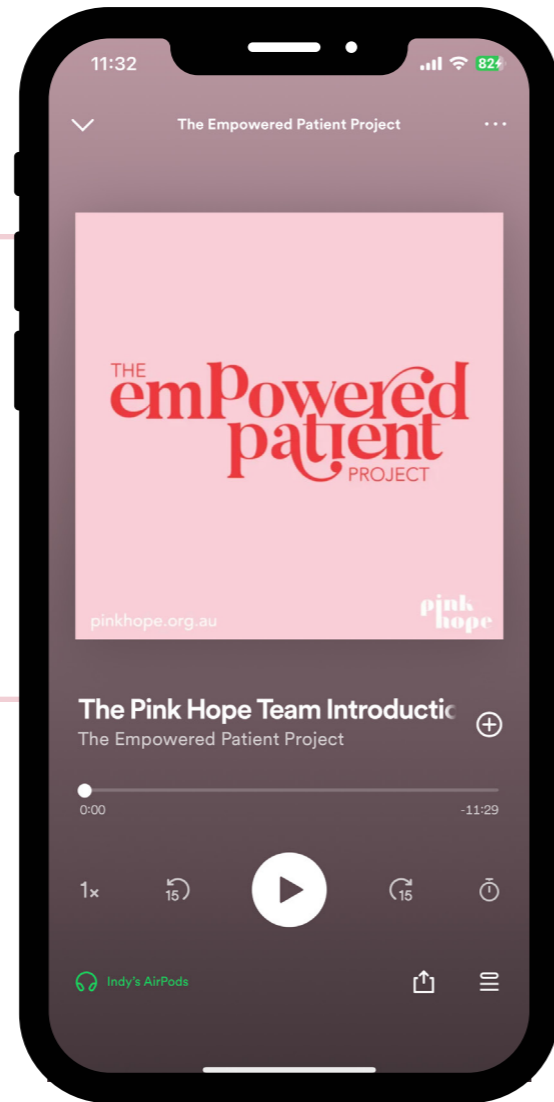 11:32
82
The Empowered Patient Project
THE
empowered
patient
PROJECT
pinkhope.org.au
pink
hope
The Pink Hope Team Introductic
The Empowered Patient Project
0:00
-11:29
1×
15
15
Indy's AirPods